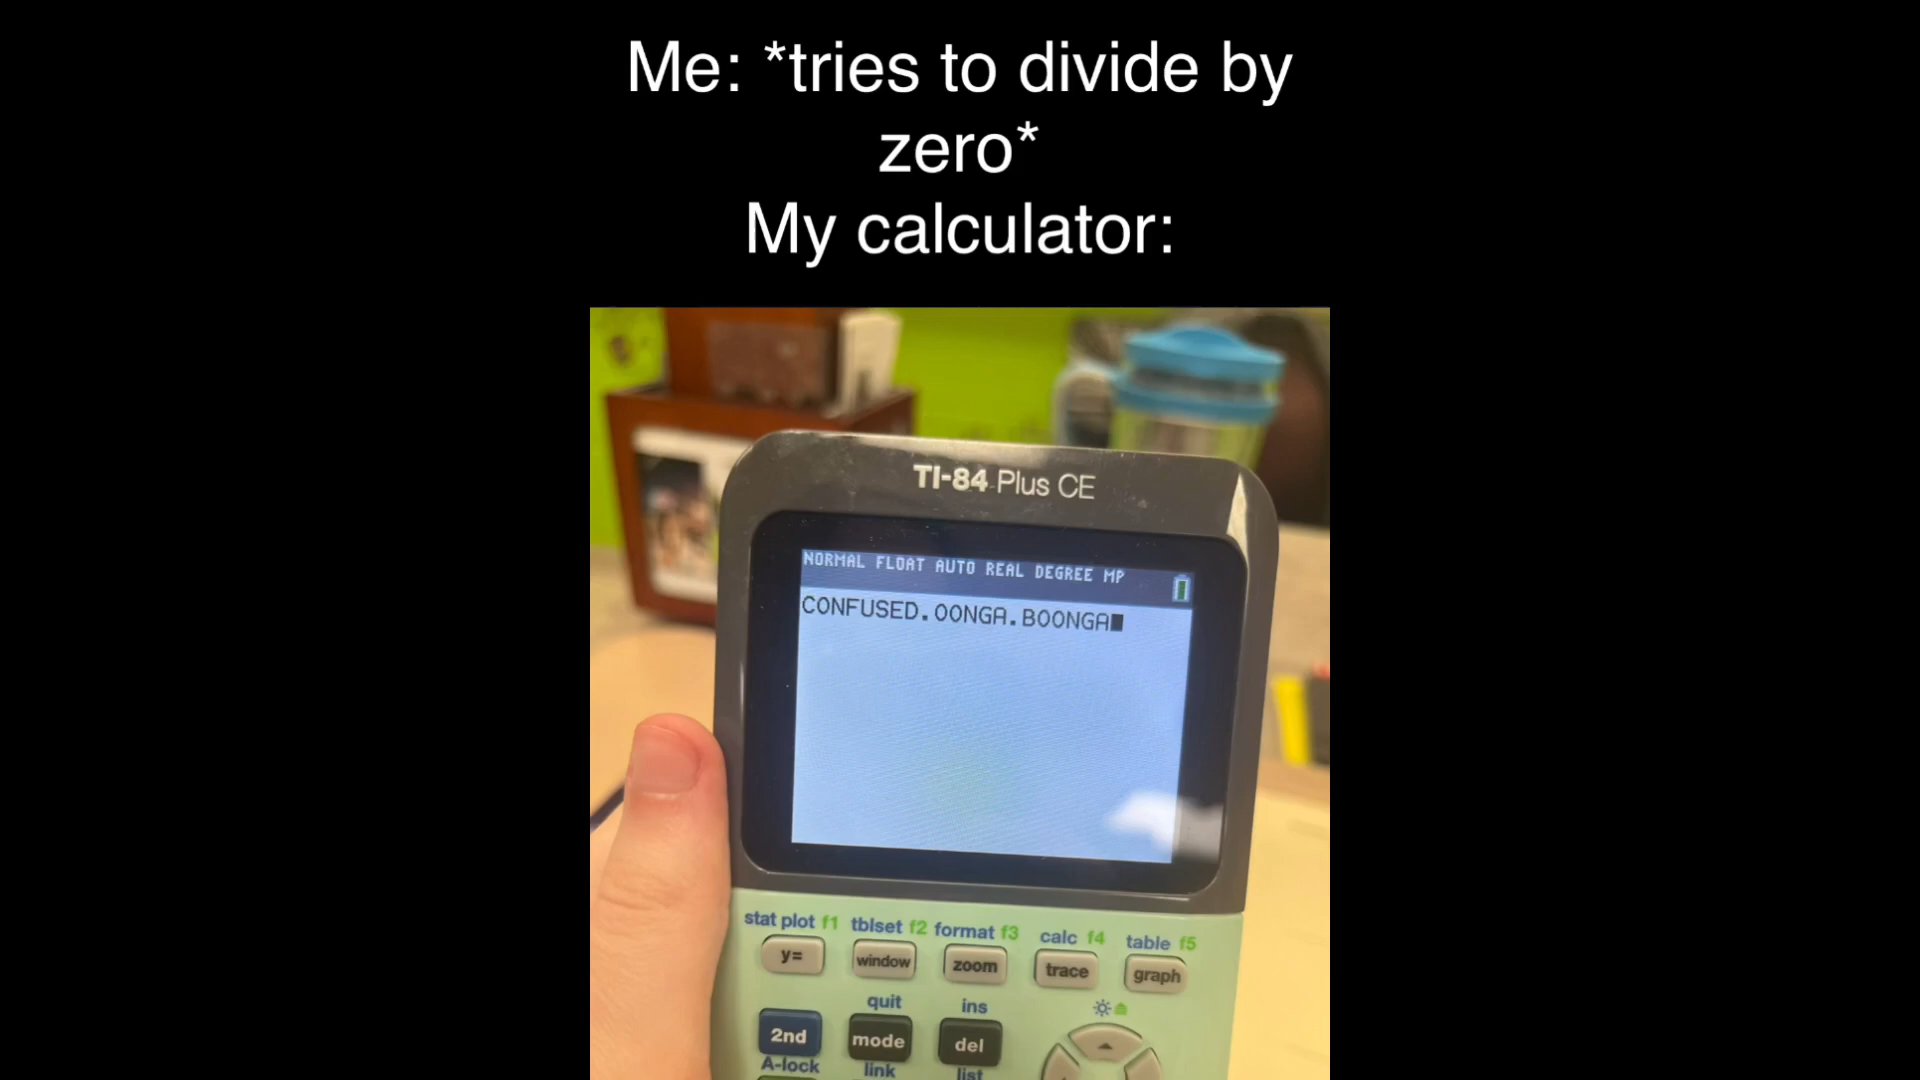 Me: *tries to divide by
zero*
My calculator:
TI-84 Plus CE
NORMAL FLOAT AUTO REAL DEGREE MP
CONFUSED.OONGA.BOONGA
stat plot f1 tblset f2 format f3 calc f4 table f5
y= window zoom trace graph
quit ins
2nd mode del
A-lock link list